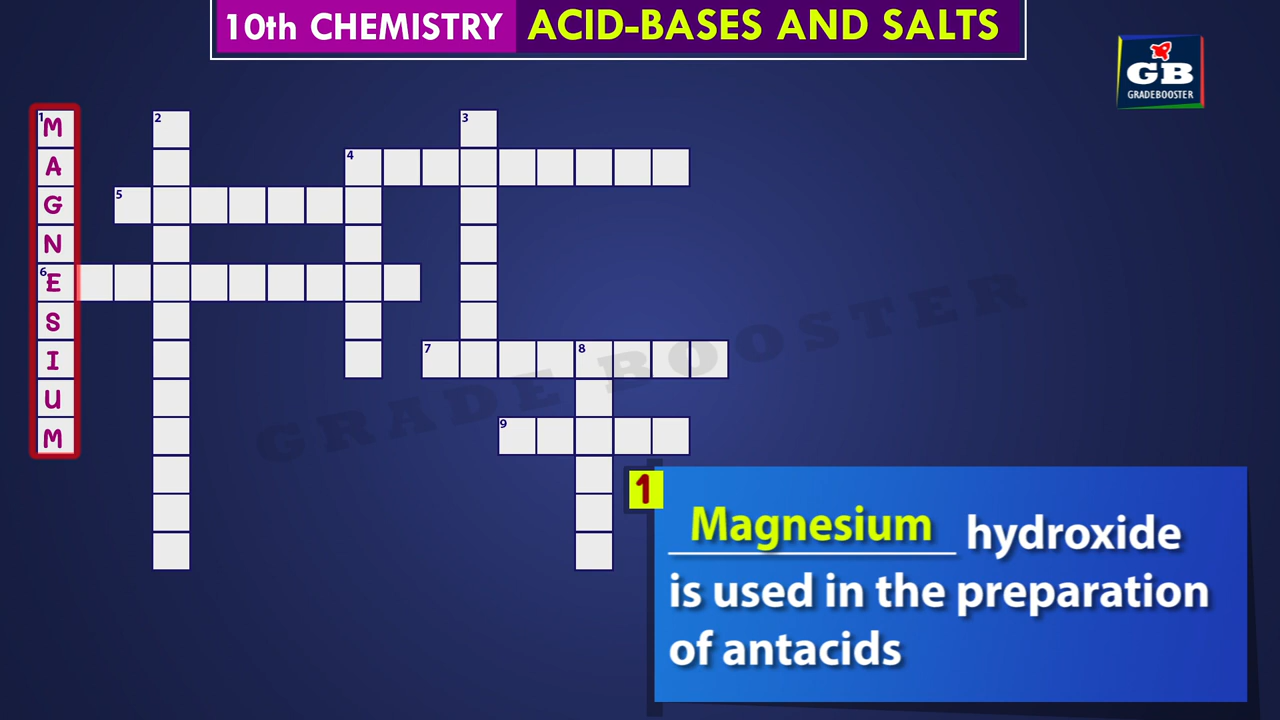 10th CHEMISTRY ACID-BASES AND SALTS
GB
GRADEBOOSTER
1 M 2 3
A 4
G 5
N
6 E
S
I 7 8
U
M 9
GRADE BOOSTER
1
Magnesium hydroxide
is used in the preparation
of antacids